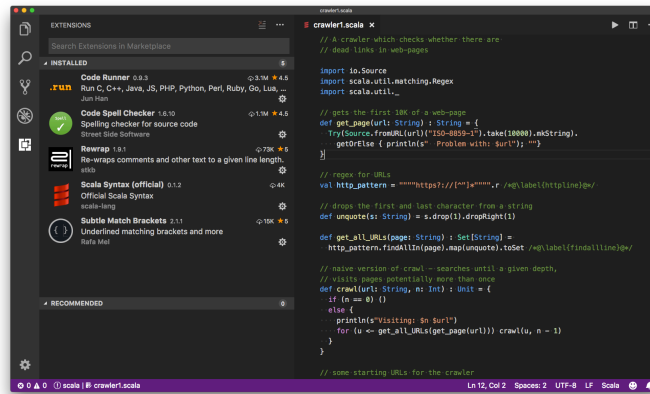 crawler1.scala
EXTENSIONS
Search Extensions in Marketplace
INSTALLED 5
Code Runner 0.9.3 3.1M ★ 4.5
Run C, C++, Java, JS, PHP, Python, Perl, Ruby, Go, Lua, ...
Jun Han
.run
Code Spell Checker 1.6.10 1.1M ★ 4.5
Spelling checker for source code
Street Side Software
Rewrap 1.9.1 73K ★ 5
Re-wraps comments and other text to a given line length.
stkb
rewrap
Scala Syntax (official) 0.1.2 4K
Official Scala Syntax
scala-lang
Subtle Match Brackets 2.1.1 15K ★ 5
Underlined matching brackets and more
Rafa Mel
{ }
RECOMMENDED 0
crawler1.scala ×
// A crawler which checks whether there are
// dead links in web-pages
import io.Source
import scala.util.matching.Regex
import scala.util._
// gets the first 10K of a web-page
def get_page(url: String) : String = {
Try(Source.fromURL(url)("ISO-8859-1").take(10000).mkString).
getOrElse { println(s" Problem with: $url"); ""}
}
// regex for URLs
val http_pattern = """"https?://[^"]*"""".r /*@\label{httpline}@*/
// drops the first and last character from a string
def unquote(s: String) = s.drop(1).dropRight(1)
def get_all_URLs(page: String) : Set[String] =
http_pattern.findAllIn(page).map(unquote).toSet /*@\label{findallline}@*/
// naive version of crawl - searches until a given depth,
// visits pages potentially more than once
def crawl(url: String, n: Int) : Unit = {
if (n == 0) ()
else {
println(s"Visiting: $n $url")
for (u <- get_all_URLs(get_page(url))) crawl(u, n - 1)
}
}
// some starting URLs for the crawler
0 0 scala | crawler1.scala Ln 12, Col 2 Spaces: 2 UTF-8 LF Scala